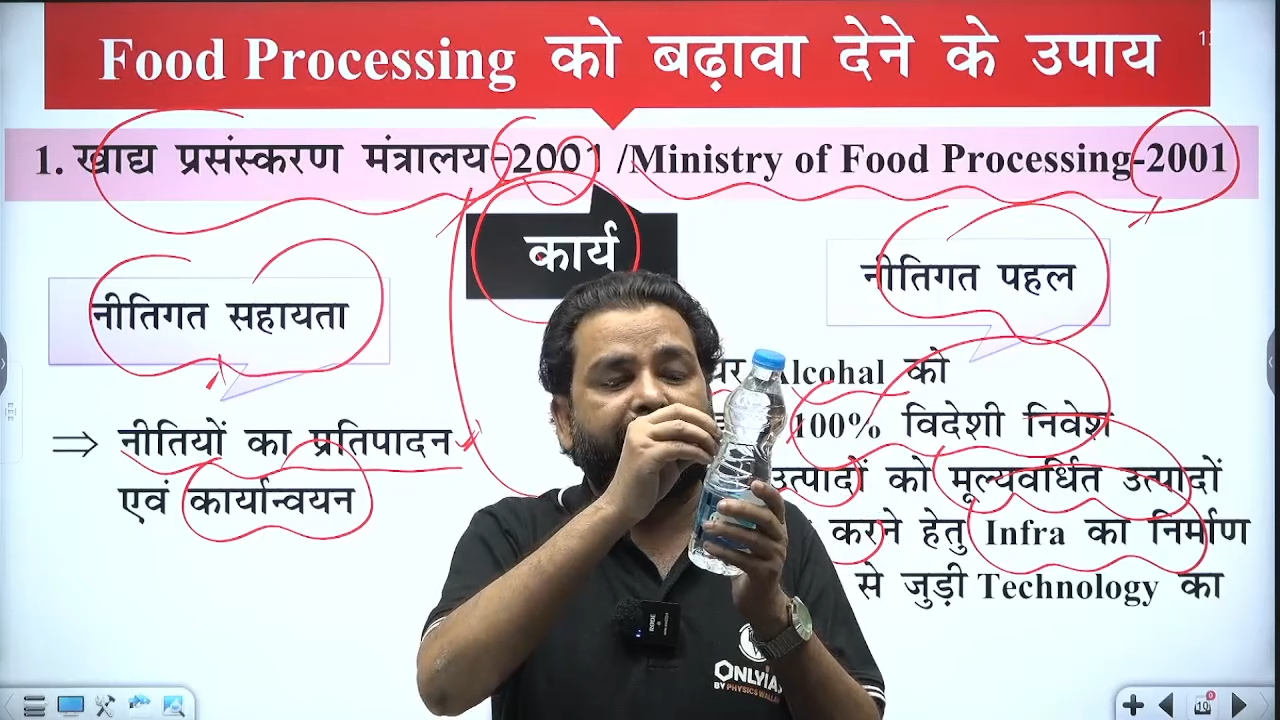 Food Processing को बढ़ावा देने के उपाय
1. खाद्य प्रसंस्करण मंत्रालय-2001 /Ministry of Food Processing-2001
कार्य
नीतिगत सहायता
नीतिगत पहल
⇒ नीतियों का प्रतिपादन
एवं कार्यान्वयन
Alcohal को
100% विदेशी निवेश
उत्पादों को मूल्यवर्धित उत्पादों
करने हेतु Infra का निर्माण
से जुड़ी Technology का
RODE
ONLYIAS
BY PHYSICS WALLAH